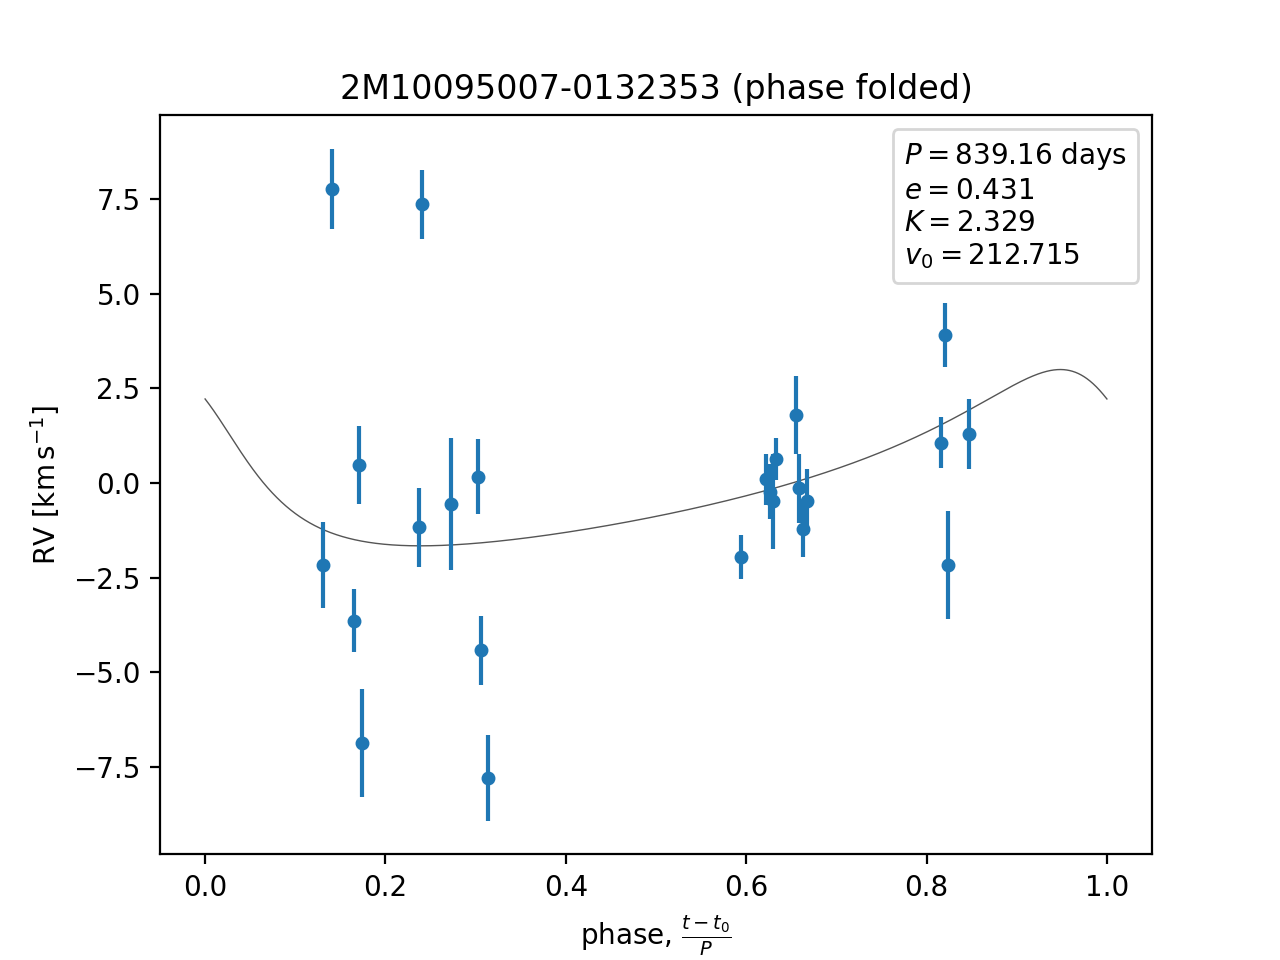 2M10095007-0132353 (phase folded)
P = 839.16 days
e = 0.431
K = 2.329
v₀ = 212.715
7.5
5.0
2.5
0.0
−2.5
−5.0
−7.5
RV [km s⁻¹]
0.0 0.2 0.4 0.6 0.8 1.0
phase, (t − t₀)/P